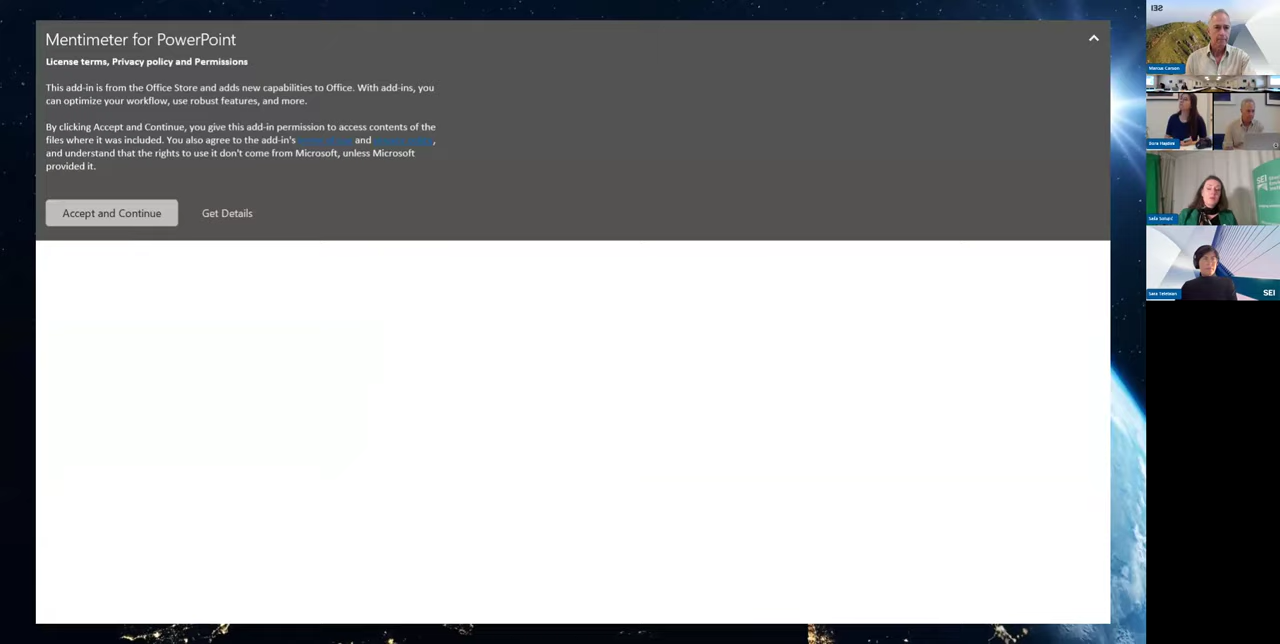 Mentimeter for PowerPoint
License terms, Privacy policy and Permissions
This add-in is from the Office Store and adds new capabilities to Office. With add-ins, you
can optimize your workflow, use robust features, and more.
By clicking Accept and Continue, you give this add-in permission to access contents of the
files where it was included. You also agree to the add-in's and ,
and understand that the rights to use it don't come from Microsoft, unless Microsoft
provided it.
Accept and Continue
Get Details
SEI
Marcus Carson
SEI
SEI